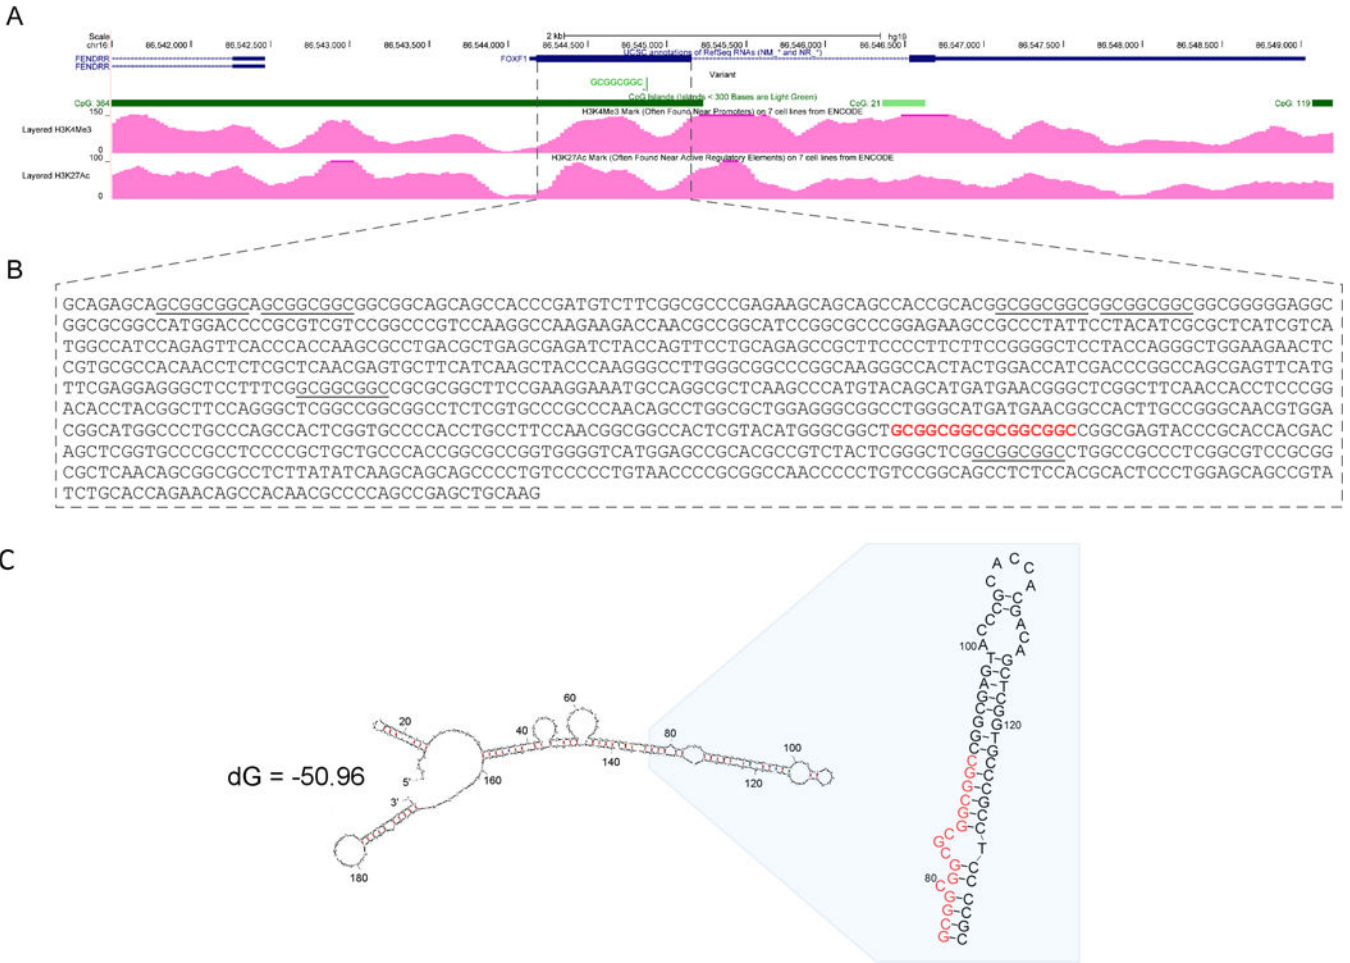 A
Scale
2 kb
hg19
chr16:
86,542,000
86,542,500
86,543,000
86,543,500
86,544,000
86,544,500
86,545,000
86,545,500
86,546,000
86,546,500
86,547,000
86,547,500
86,548,000
86,548,500
86,549,000
UCSC annotations of RefSeq RNAs (NM_* and NR_*)
FENDRR
FENDRR
FOXF1
Variant
GCGGCGGC
CpG Islands (Islands < 300 Bases are Light Green)
CpG: 364
CpG: 21
CpG: 119
H3K4Me3 Mark (Often Found Near Promoters) on 7 cell lines from ENCODE
150
Layered H3K4Me3
0
H3K27Ac Mark (Often Found Near Active Regulatory Elements) on 7 cell lines from ENCODE
100
Layered H3K27Ac
0
B
GCAGAGCAGCGGCGGCAGCGGCGGCGGCGGCAGCAGCCACCCGATGTCTTCGGCGCCCGAGAAGCAGCAGCCACCGCACGGCGGCGGCGGCGGCGGCGGCGGGGGAGGC
GGCGCGGCCATGGACCCCGCGTCGTCCGGCCCGTCCAAGGCCAAGAAGACCAACGCCGGCATCCGGCGCCCGGAGAAGCCGCCCTATTCCTACATCGCGCTCATCGTCA
TGGCCATCCAGAGTTCACCCACCAAGCGCCTGACGCTGAGCGAGATCTACCAGTTCCTGCAGAGCCGCTTCCCCTTCTTCCGGGGCTCCTACCAGGGCTGGAAGAACTC
CGTGCGCCACAACCTCTCGCTCAACGAGTGCTTCATCAAGCTACCCAAGGGCCTTGGGCGGCCCGGCAAGGGCCACTACTGGACCATCGACCCGGCCAGCGAGTTCATG
TTCGAGGAGGGCTCCTTTCGGCGGCGGCCGCGCGGCTTCCGAAGGAAATGCCAGGCGCTCAAGCCCATGTACAGCATGATGAACGGGCTCGGCTTCAACCACCTCCCGG
ACACCTACGGCTTCCAGGGCTCGGCCGGCGGCCTCTCGTGCCCGCCCAACAGCCTGGCGCTGGAGGGCGGCCTGGGCATGATGAACGGCCACTTGCCGGGCAACGTGGA
CGGCATGGCCCTGCCCAGCCACTCGGTGCCCCACCTGCCTTCCAACGGCGGCCACTCGTACATGGGCGGCTGCGGCGGCGCGGCGGCCGGCGAGTACCCGCACCACGAC
AGCTCGGTGCCCGCCTCCCCGCTGCTGCCCACCGGCGCCGGTGGGGTCATGGAGCCGCACGCCGTCTACTCGGGCTCGGCGGCGGCCTGGCCGCCCTCGGCGTCCGCGG
CGCTCAACAGCGGCGCCTCTTATATCAAGCAGCAGCCCCTGTCCCCCTGTAACCCCGCGGCCAACCCCCTGTCCGGCAGCCTCTCCACGCACTCCCTGGAGCAGCCGTA
TCTGCACCAGAACAGCCACAACGCCCCAGCCGAGCTGCAAG
C
dG = -50.96
5'
3'
20
40
60
80
100
120
140
160
180
100
120
80